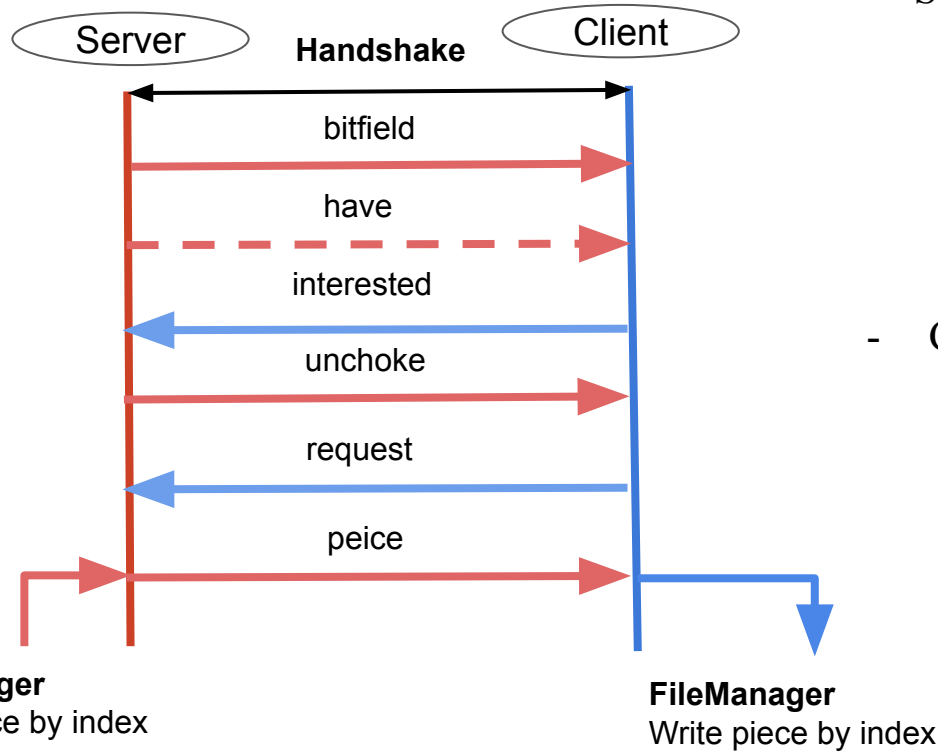 Server
Client
Handshake
bitfield
have
interested
unchoke
request
peice
ger
ce by index
FileManager
Write piece by index
-